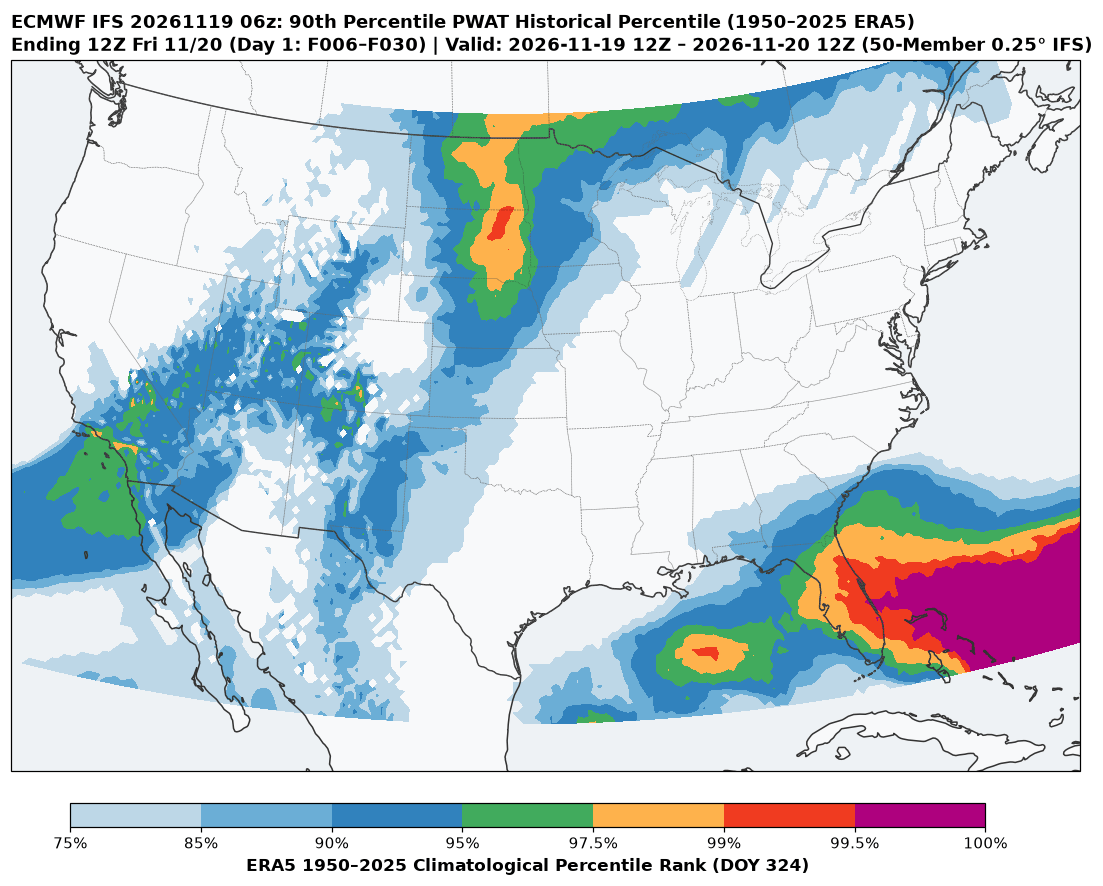 ECMWF IFS 20261119 06z: 90th Percentile PWAT Historical Percentile (1950–2025 ERA5)
Ending 12Z Fri 11/20 (Day 1: F006–F030) | Valid: 2026-11-19 12Z – 2026-11-20 12Z (50-Member 0.25° IFS)
75% 85% 90% 95% 97.5% 99% 99.5% 100%
ERA5 1950–2025 Climatological Percentile Rank (DOY 324)